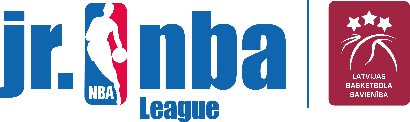 jr. nba
NBA
League
LATVIJAS
BASKETBOLA
SAVIENĪBA